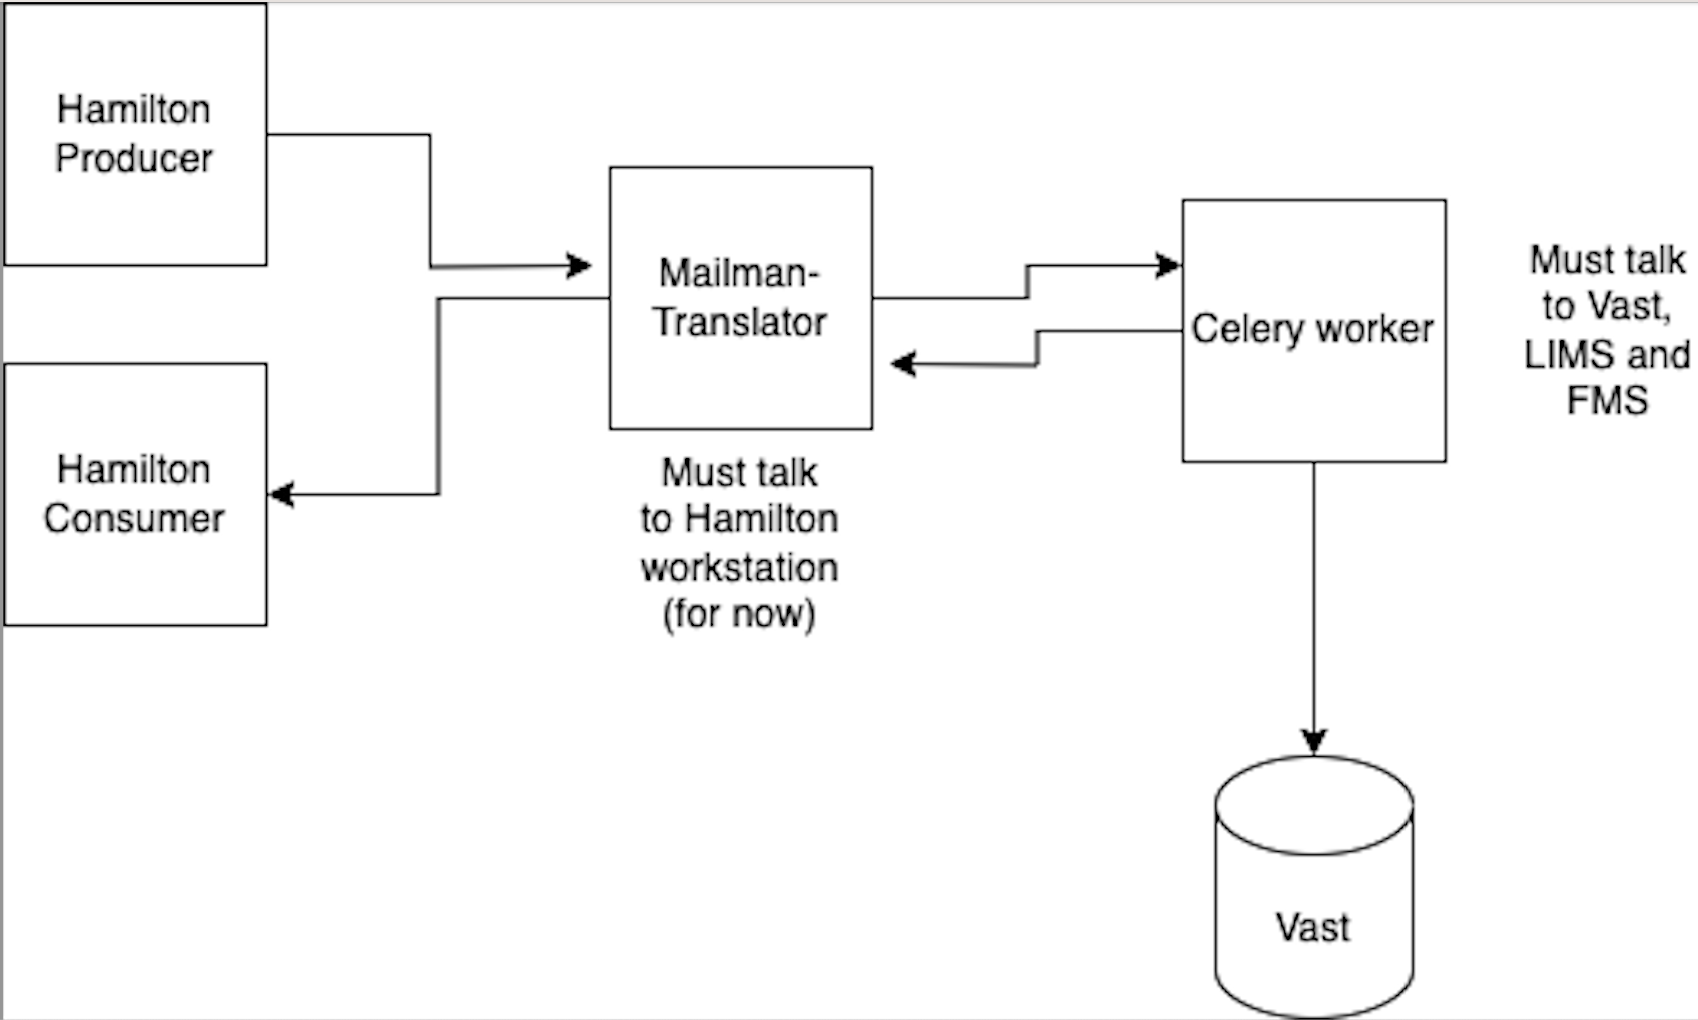 Hamilton
Producer
Mailman-
Translator
Celery worker
Must talk
to Vast,
LIMS and
FMS
Hamilton
Consumer
Must talk
to Hamilton
workstation
(for now)
Vast